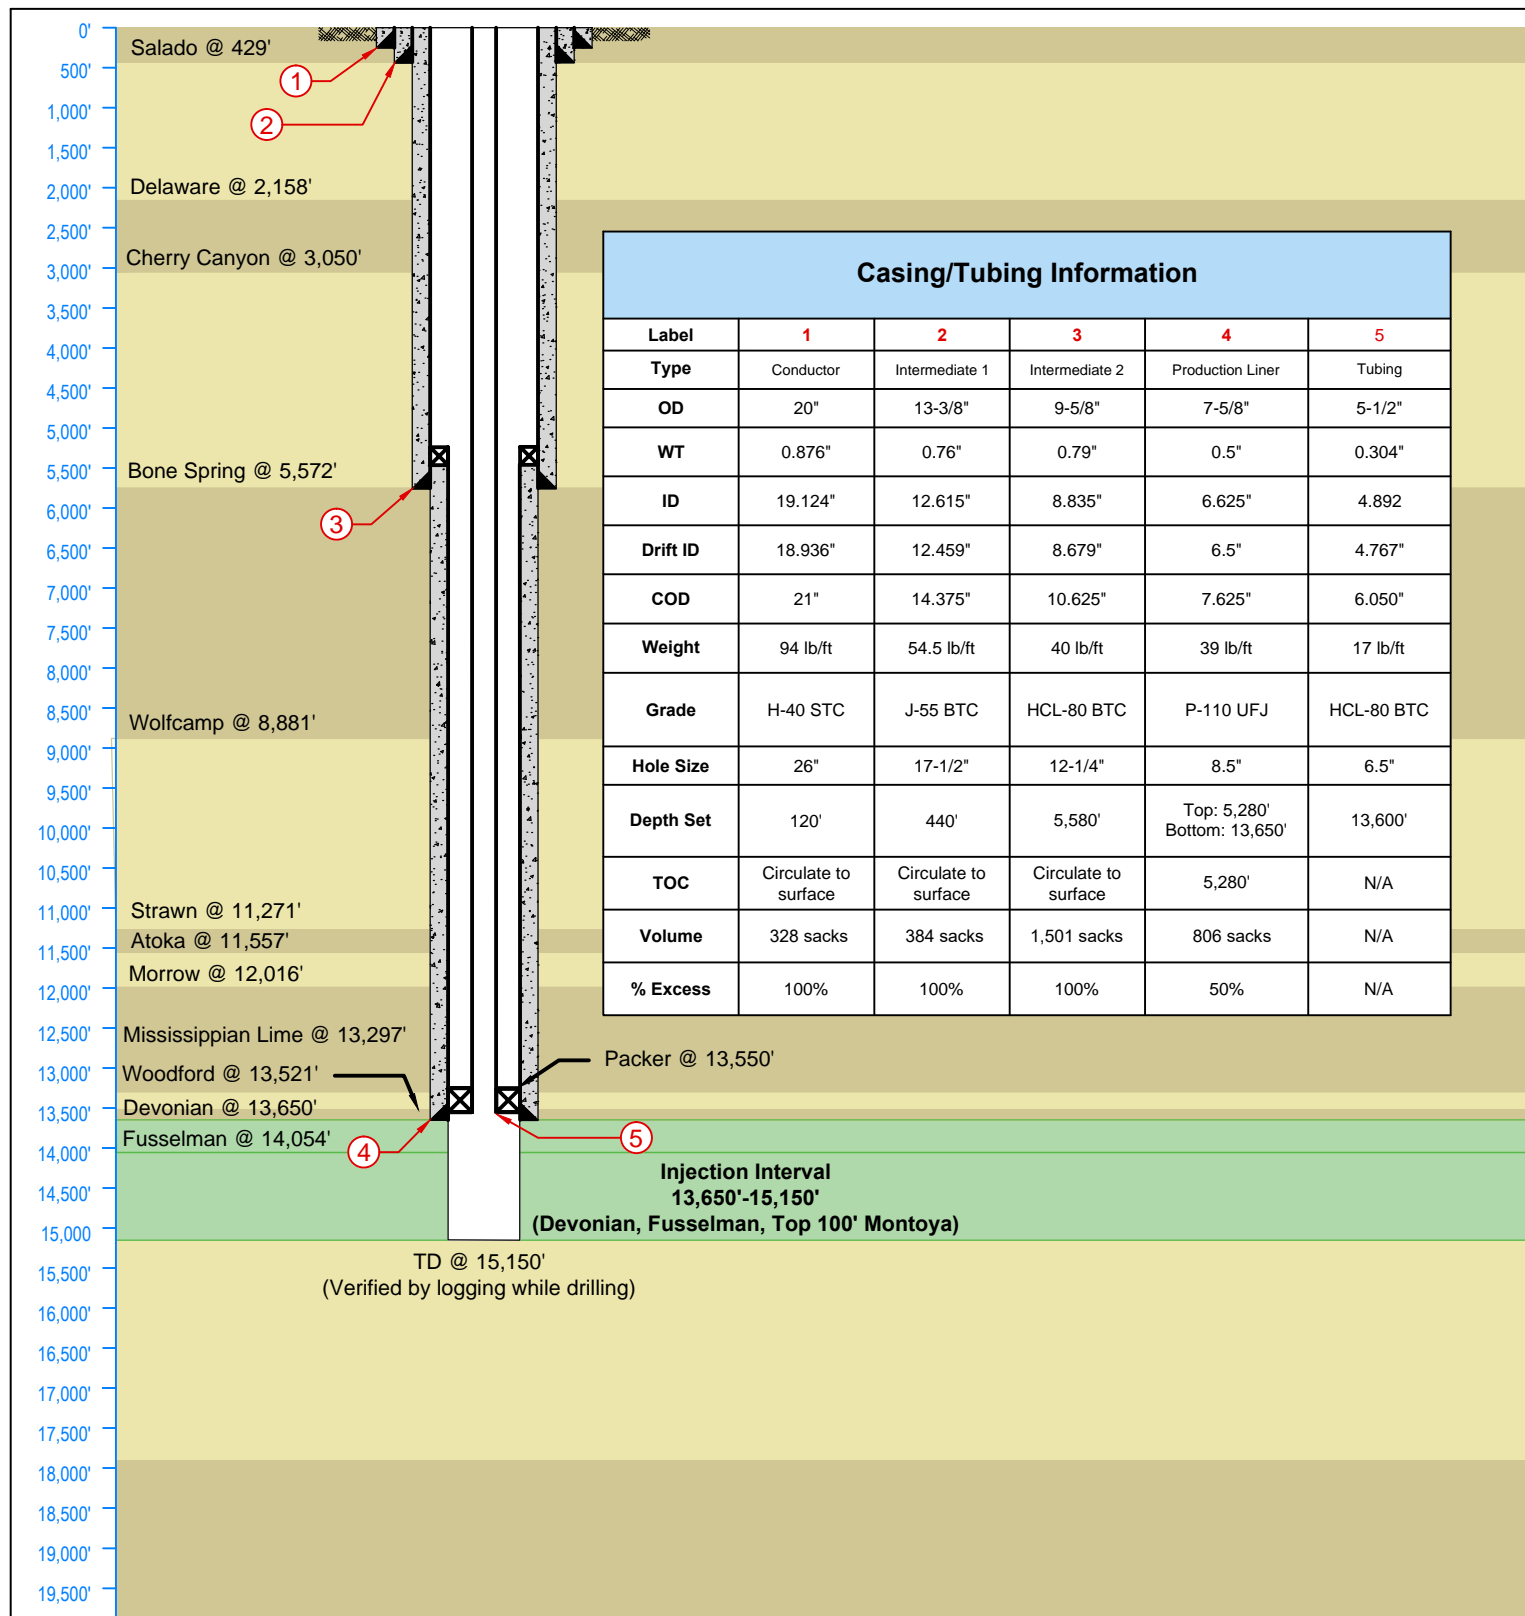 0'
500'
1,000'
1,500'
2,000'
2,500'
3,000'
3,500'
4,000'
4,500'
5,000'
5,500'
6,000'
6,500'
7,000'
7,500'
8,000'
8,500'
9,000'
9,500'
10,000'
10,500'
11,000'
11,500'
12,000'
12,500'
13,000'
13,500'
14,000'
14,500'
15,000
15,500'
16,000'
16,500'
17,000'
17,500'
18,000'
18,500'
19,000'
19,500'
Salado @ 429'
1
2
Delaware @ 2,158'
Cherry Canyon @ 3,050'
Bone Spring @ 5,572'
3
Wolfcamp @ 8,881'
Strawn @ 11,271'
Atoka @ 11,557'
Morrow @ 12,016'
Mississippian Lime @ 13,297'
Woodford @ 13,521'
Devonian @ 13,650'
Fusselman @ 14,054'
4
5
Packer @ 13,550'
Injection Interval
13,650'-15,150'
(Devonian, Fusselman, Top 100' Montoya)
TD @ 15,150'
(Verified by logging while drilling)
Casing/Tubing Information
Label 1 2 3 4 5
Type Conductor Intermediate 1 Intermediate 2 Production Liner Tubing
OD 20" 13-3/8" 9-5/8" 7-5/8" 5-1/2"
WT 0.876" 0.76" 0.79" 0.5" 0.304"
ID 19.124" 12.615" 8.835" 6.625" 4.892
Drift ID 18.936" 12.459" 8.679" 6.5" 4.767"
COD 21" 14.375" 10.625" 7.625" 6.050"
Weight 94 lb/ft 54.5 lb/ft 40 lb/ft 39 lb/ft 17 lb/ft
Grade H-40 STC J-55 BTC HCL-80 BTC P-110 UFJ HCL-80 BTC
Hole Size 26" 17-1/2" 12-1/4" 8.5" 6.5"
Depth Set 120' 440' 5,580' Top: 5,280' Bottom: 13,650' 13,600'
TOC Circulate to surface Circulate to surface Circulate to surface 5,280' N/A
Volume 328 sacks 384 sacks 1,501 sacks 806 sacks N/A
% Excess 100% 100% 100% 50% N/A